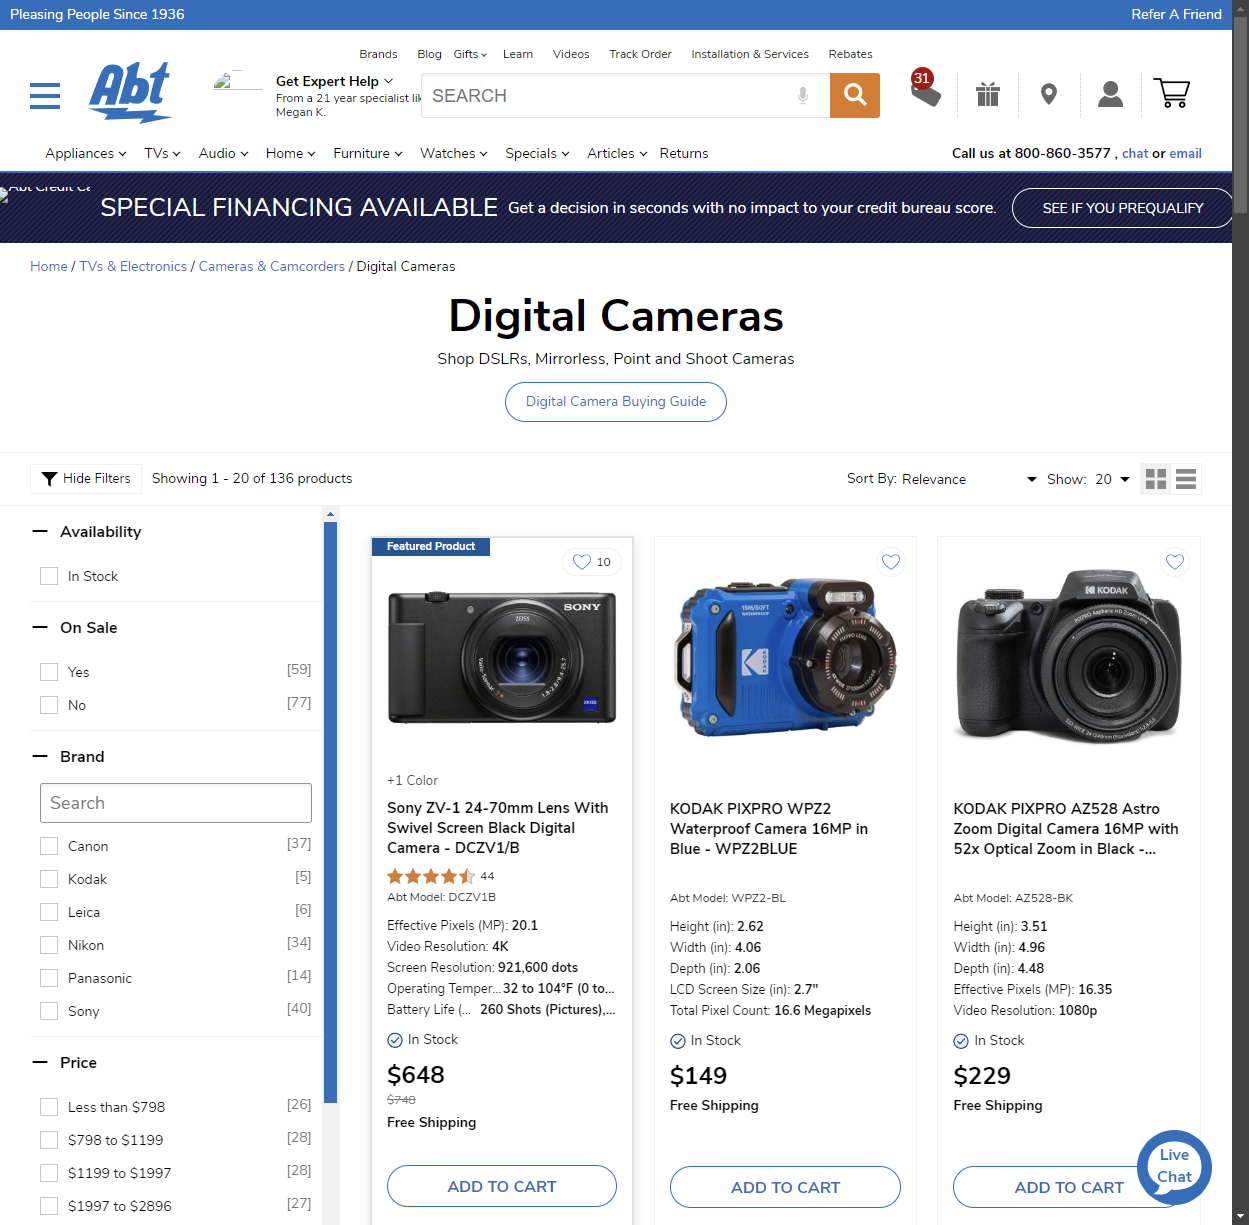 Pleasing People Since 1936
Refer A Friend
Brands
Blog
Gifts
Learn
Videos
Track Order
Installation & Services
Rebates
Abt
Get Expert Help
From a 21 year specialist lik
Megan K.
SEARCH
31
Appliances
TVs
Audio
Home
Furniture
Watches
Specials
Articles
Returns
Call us at 800-860-3577 , chat or email
SPECIAL FINANCING AVAILABLE
Get a decision in seconds with no impact to your credit bureau score.
SEE IF YOU PREQUALIFY
Home / TVs & Electronics / Cameras & Camcorders / Digital Cameras
Digital Cameras
Shop DSLRs, Mirrorless, Point and Shoot Cameras
Digital Camera Buying Guide
Hide Filters
Showing 1 - 20 of 136 products
Sort By: Relevance
Show: 20
Availability
In Stock
On Sale
Yes [59]
No [77]
Brand
Search
Canon [37]
Kodak [5]
Leica [6]
Nikon [34]
Panasonic [14]
Sony [40]
Price
Less than $798 [26]
$798 to $1199 [28]
$1199 to $1997 [28]
$1997 to $2896 [27]
Featured Product
10
SONY
ZEISS
ZEISS
+1 Color
Sony ZV-1 24-70mm Lens With
Swivel Screen Black Digital
Camera - DCZV1/B
44
Abt Model: DCZV1B
Effective Pixels (MP): 20.1
Video Resolution: 4K
Screen Resolution: 921,600 dots
Operating Temper... 32 to 104°F (0 to...
Battery Life (... 260 Shots (Pictures),...
In Stock
$648
$748
Free Shipping
ADD TO CART
15M/50FT
WATERPROOF
KODAK
PIXPRO LENS
KODAK PIXPRO WPZ2
Waterproof Camera 16MP in
Blue - WPZ2BLUE
Abt Model: WPZ2-BL
Height (in): 2.62
Width (in): 4.06
Depth (in): 2.06
LCD Screen Size (in): 2.7"
Total Pixel Count: 16.6 Megapixels
In Stock
$149
Free Shipping
ADD TO CART
KODAK
PIXPRO Aspheric HD Zoom Lens
KODAK PIXPRO AZ528 Astro
Zoom Digital Camera 16MP with
52x Optical Zoom in Black -...
Abt Model: AZ528-BK
Height (in): 3.51
Width (in): 4.96
Depth (in): 4.48
Effective Pixels (MP): 16.35
Video Resolution: 1080p
In Stock
$229
Free Shipping
ADD TO CART
Live
Chat